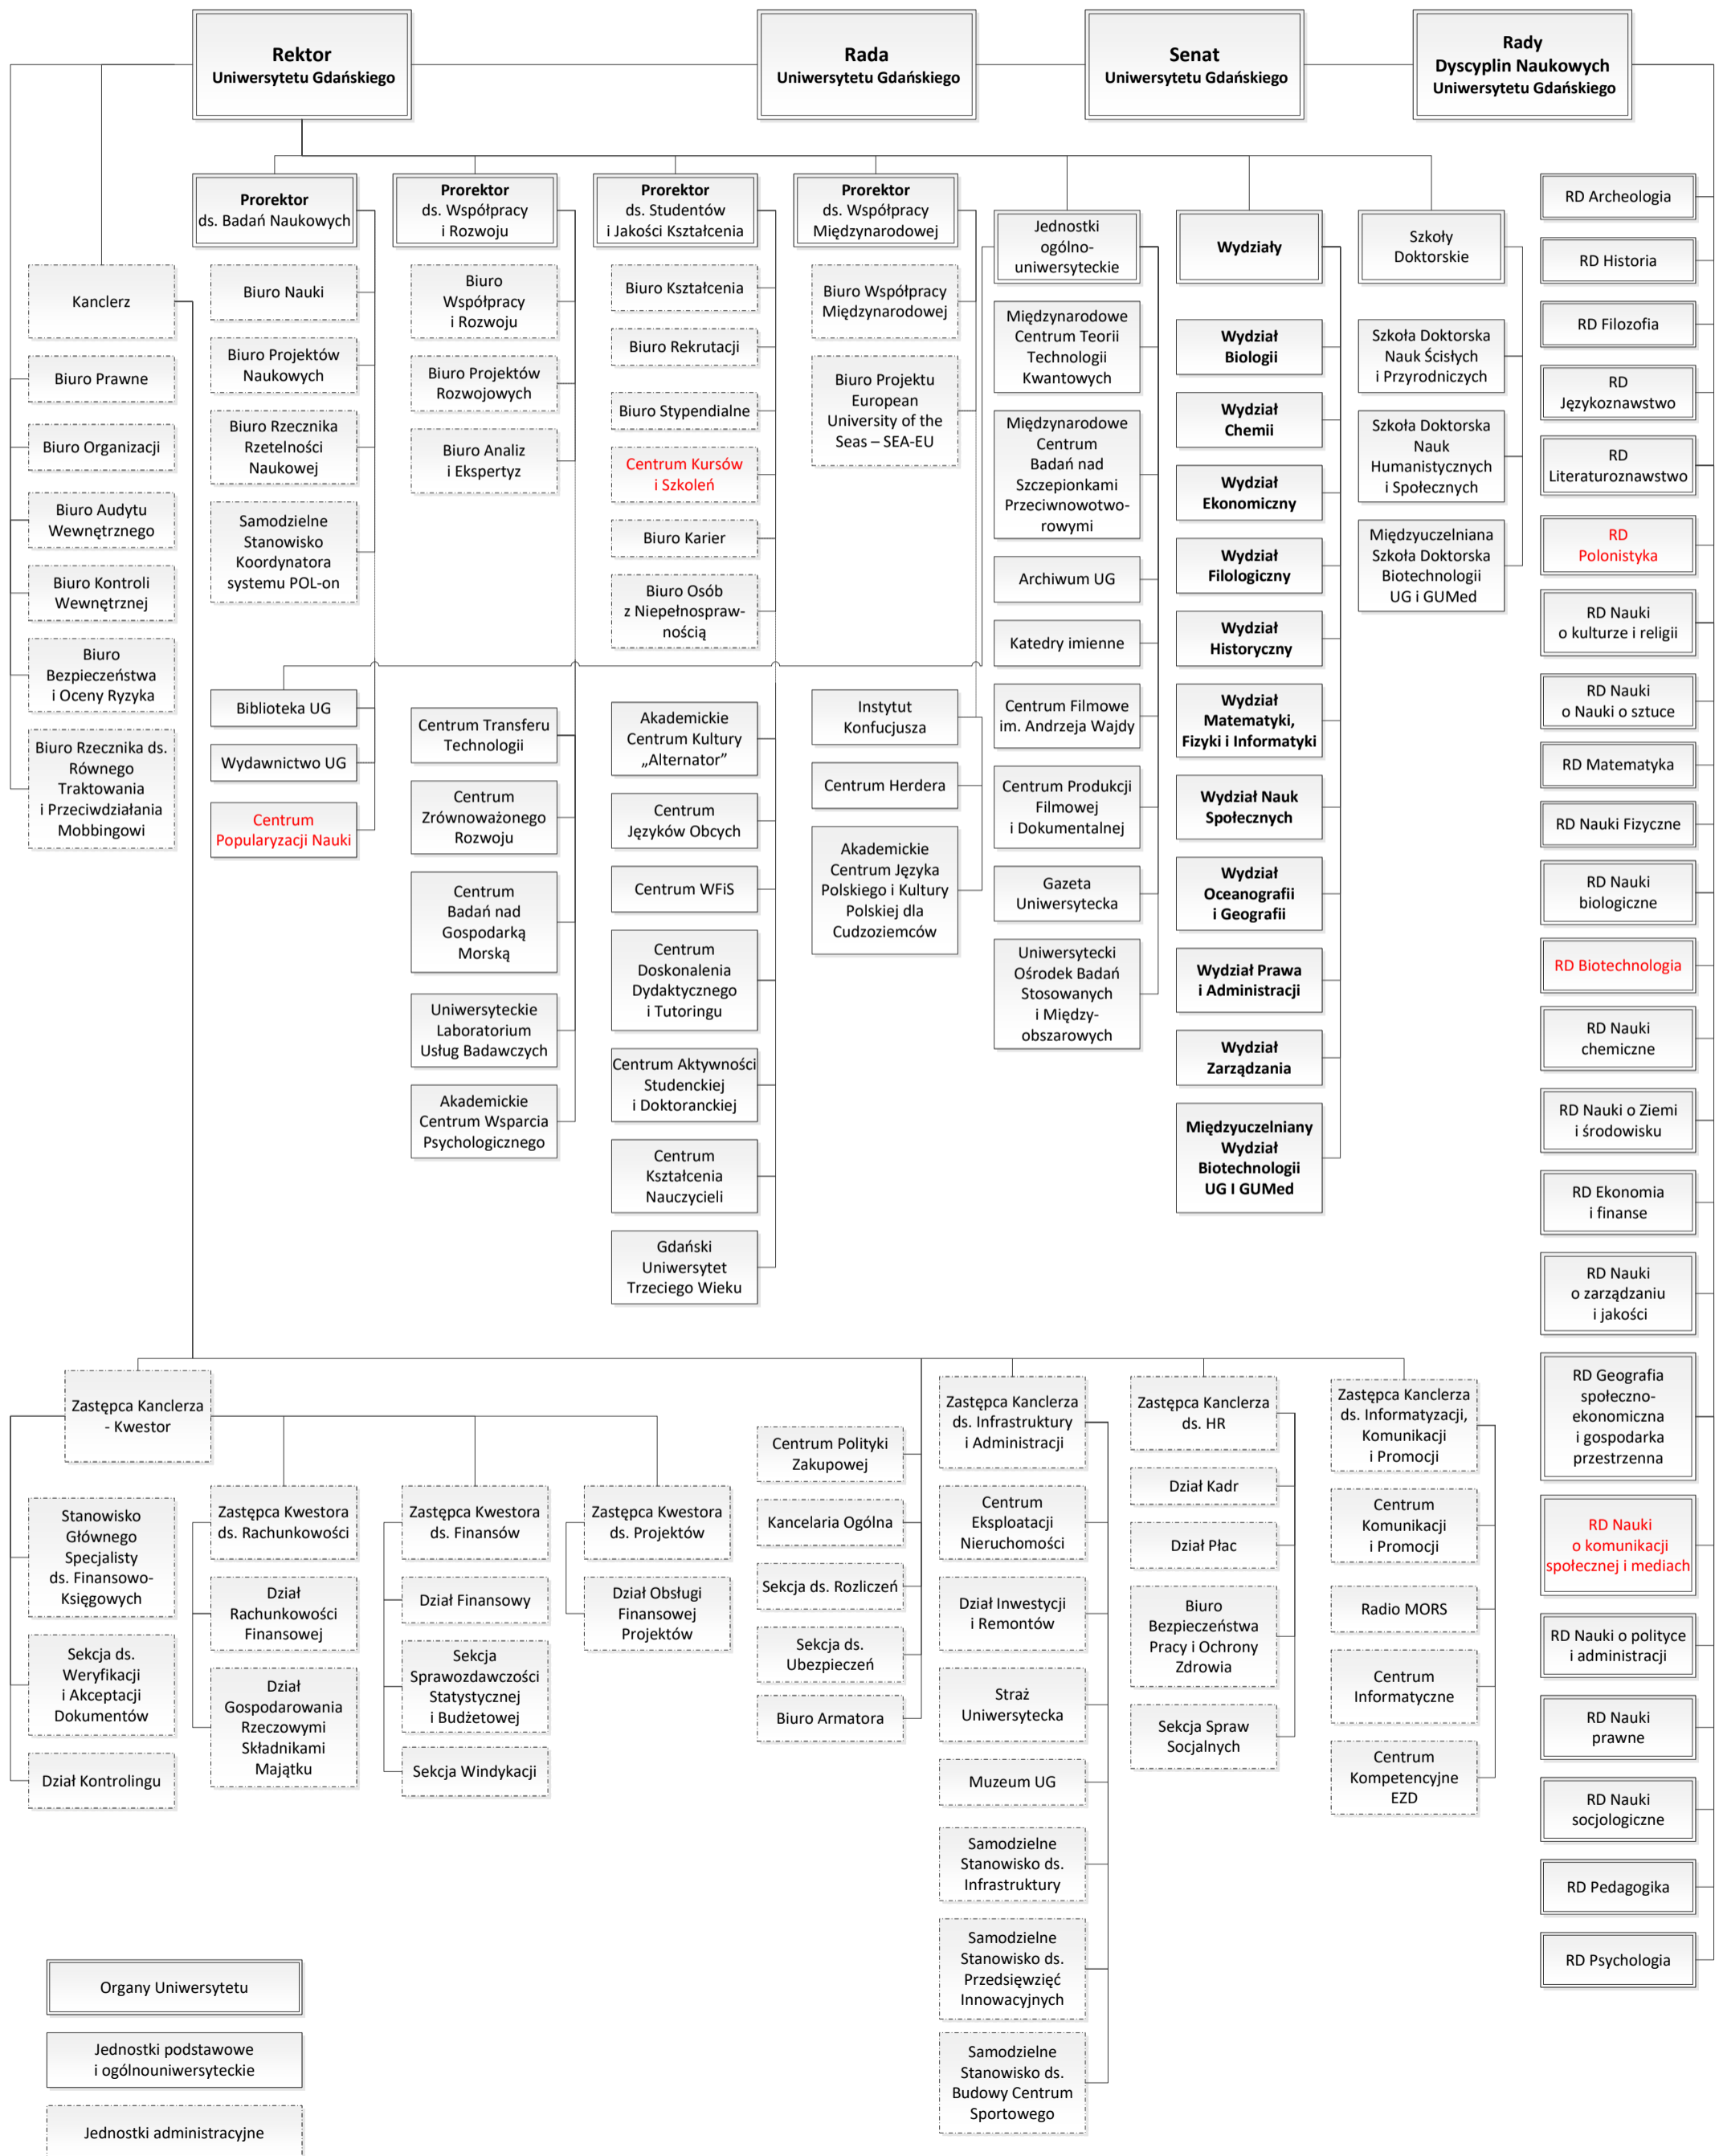 Rektor
Uniwersytetu Gdańskiego
Rada
Uniwersytetu Gdańskiego
Senat
Uniwersytetu Gdańskiego
Rady
Dyscyplin Naukowych
Uniwersytetu Gdańskiego
Kanclerz
Biuro Prawne
Biuro Organizacji
Biuro Audytu
Wewnętrznego
Biuro Kontroli
Wewnętrznej
Biuro
Bezpieczeństwa
i Oceny Ryzyka
Biuro Rzecznika ds.
Równego
Traktowania
i Przeciwdziałania
Mobbingowi
Prorektor
ds. Badań Naukowych
Biuro Nauki
Biuro Projektów
Naukowych
Biuro Rzecznika
Rzetelności
Naukowej
Samodzielne
Stanowisko
Koordynatora
systemu POL-on
Biblioteka UG
Wydawnictwo UG
Centrum
Popularyzacji Nauki
Prorektor
ds. Współpracy
i Rozwoju
Biuro
Współpracy
i Rozwoju
Biuro Projektów
Rozwojowych
Biuro Analiz
i Ekspertyz
Centrum Transferu
Technologii
Centrum
Zrównoważonego
Rozwoju
Centrum
Badań nad
Gospodarką
Morską
Uniwersyteckie
Laboratorium
Usług Badawczych
Akademickie
Centrum Wsparcia
Psychologicznego
Prorektor
ds. Studentów
i Jakości Kształcenia
Biuro Kształcenia
Biuro Rekrutacji
Biuro Stypendialne
Centrum Kursów
i Szkoleń
Biuro Karier
Biuro Osób
z Niepełnospraw-
nością
Akademickie
Centrum Kultury
„Alternator”
Centrum
Języków Obcych
Centrum WFiS
Centrum
Doskonalenia
Dydaktycznego
i Tutoringu
Centrum Aktywności
Studenckiej
i Doktoranckiej
Centrum
Kształcenia
Nauczycieli
Gdański
Uniwersytet
Trzeciego Wieku
Prorektor
ds. Współpracy
Międzynarodowej
Biuro Współpracy
Międzynarodowej
Biuro Projektu
European
University of the
Seas – SEA-EU
Instytut
Konfucjusza
Centrum Herdera
Akademickie
Centrum Języka
Polskiego i Kultury
Polskiej dla
Cudzoziemców
Jednostki
ogólno-
uniwersyteckie
Międzynarodowe
Centrum Teorii
Technologii
Kwantowych
Międzynarodowe
Centrum
Badań nad
Szczepionkami
Przeciwnowotwo-
rowymi
Archiwum UG
Katedry imienne
Centrum Filmowe
im. Andrzeja Wajdy
Centrum Produkcji
Filmowej
i Dokumentalnej
Gazeta
Uniwersytecka
Uniwersytecki
Ośrodek Badań
Stosowanych
i Między-
obszarowych
Wydziały
Wydział
Biologii
Wydział
Chemii
Wydział
Ekonomiczny
Wydział
Filologiczny
Wydział
Historyczny
Wydział
Matematyki,
Fizyki i Informatyki
Wydział Nauk
Społecznych
Wydział
Oceanografii
i Geografii
Wydział Prawa
i Administracji
Wydział
Zarządzania
Międzyuczelniany
Wydział
Biotechnologii
UG I GUMed
Szkoły
Doktorskie
Szkoła Doktorska
Nauk Ścisłych
i Przyrodniczych
Szkoła Doktorska
Nauk
Humanistycznych
i Społecznych
Międzyuczelniana
Szkoła Doktorska
Biotechnologii
UG i GUMed
RD Archeologia
RD Historia
RD Filozofia
RD
Językoznawstwo
RD
Literaturoznawstwo
RD
Polonistyka
RD Nauki
o kulturze i religii
RD Nauki
o Nauki o sztuce
RD Matematyka
RD Nauki Fizyczne
RD Nauki
biologiczne
RD Biotechnologia
RD Nauki
chemiczne
RD Nauki o Ziemi
i środowisku
RD Ekonomia
i finanse
RD Nauki
o zarządzaniu
i jakości
RD Geografia
społeczno-
ekonomiczna
i gospodarka
przestrzenna
RD Nauki
o komunikacji
społecznej i mediach
RD Nauki o polityce
i administracji
RD Nauki
prawne
RD Nauki
socjologiczne
RD Pedagogika
RD Psychologia
Zastępca Kanclerza
- Kwestor
Stanowisko
Głównego
Specjalisty
ds. Finansowo-
Księgowych
Sekcja ds.
Weryfikacji
i Akceptacji
Dokumentów
Dział Kontrolingu
Zastępca Kwestora
ds. Rachunkowości
Dział
Rachunkowości
Finansowej
Dział
Gospodarowania
Rzeczowymi
Składnikami
Majątku
Zastępca Kwestora
ds. Finansów
Dział Finansowy
Sekcja
Sprawozdawczości
Statystycznej
i Budżetowej
Sekcja Windykacji
Zastępca Kwestora
ds. Projektów
Dział Obsługi
Finansowej
Projektów
Centrum Polityki
Zakupowej
Kancelaria Ogólna
Sekcja ds. Rozliczeń
Sekcja ds.
Ubezpieczeń
Biuro Armatora
Zastępca Kanclerza
ds. Infrastruktury
i Administracji
Centrum
Eksploatacji
Nieruchomości
Dział Inwestycji
i Remontów
Straż
Uniwersytecka
Muzeum UG
Samodzielne
Stanowisko ds.
Infrastruktury
Samodzielne
Stanowisko ds.
Przedsięwzięć
Innowacyjnych
Samodzielne
Stanowisko ds.
Budowy Centrum
Sportowego
Zastępca Kanclerza
ds. HR
Dział Kadr
Dział Płac
Biuro
Bezpieczeństwa
Pracy i Ochrony
Zdrowia
Sekcja Spraw
Socjalnych
Zastępca Kanclerza
ds. Informatyzacji,
Komunikacji
i Promocji
Centrum
Komunikacji
i Promocji
Radio MORS
Centrum
Informatyczne
Centrum
Kompetencyjne
EZD
Organy Uniwersytetu
Jednostki podstawowe
i ogólnouniwersyteckie
Jednostki administracyjne